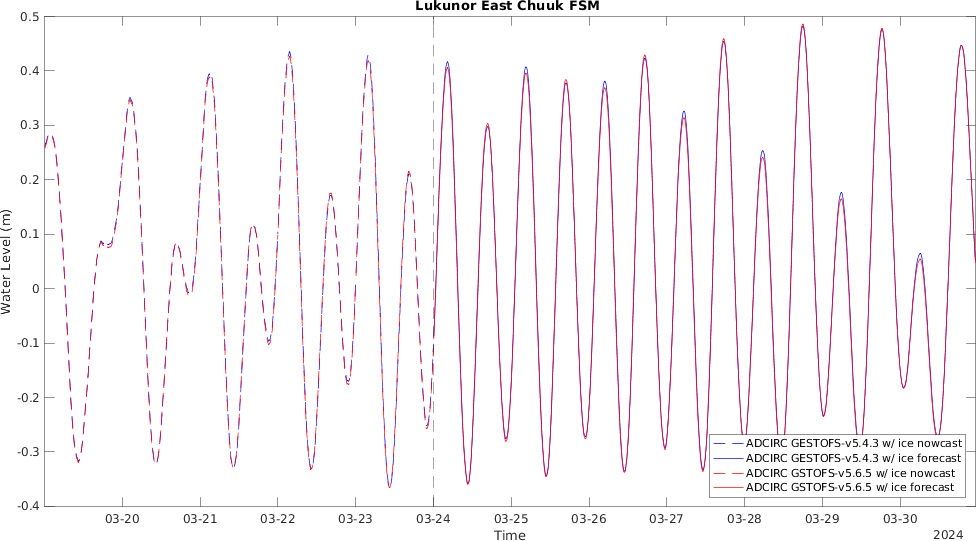 Lukunor East Chuuk FSM
0.5
0.4
0.3
0.2
0.1
0
-0.1
-0.2
-0.3
-0.4
Water Level (m)
ADCIRC GESTOFS-v5.4.3 w/ ice nowcast
ADCIRC GESTOFS-v5.4.3 w/ ice forecast
ADCIRC GSTOFS-v5.6.5 w/ ice nowcast
ADCIRC GSTOFS-v5.6.5 w/ ice forecast
03-20 03-21 03-22 03-23 03-24 03-25 03-26 03-27 03-28 03-29 03-30
Time
2024